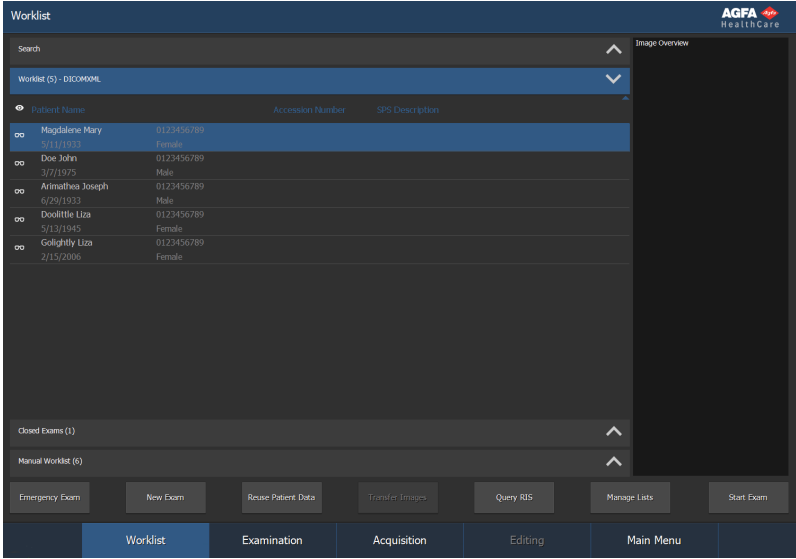 Worklist
AGFA
HealthCare
Search
Image Overview
Worklist (5) - DICOMXML
Patient Name Accession Number SPS Description
Magdalene Mary 0123456789
5/11/1933 Female
Doe John 0123456789
3/7/1975 Male
Arimathea Joseph 0123456789
6/29/1933 Male
Doolittle Liza 0123456789
5/13/1945 Female
Golightly Liza 0123456789
2/15/2006 Female
Closed Exams (1)
Manual Worklist (6)
Emergency Exam New Exam Reuse Patient Data Transfer Images Query RIS Manage Lists Start Exam
Worklist Examination Acquisition Editing Main Menu